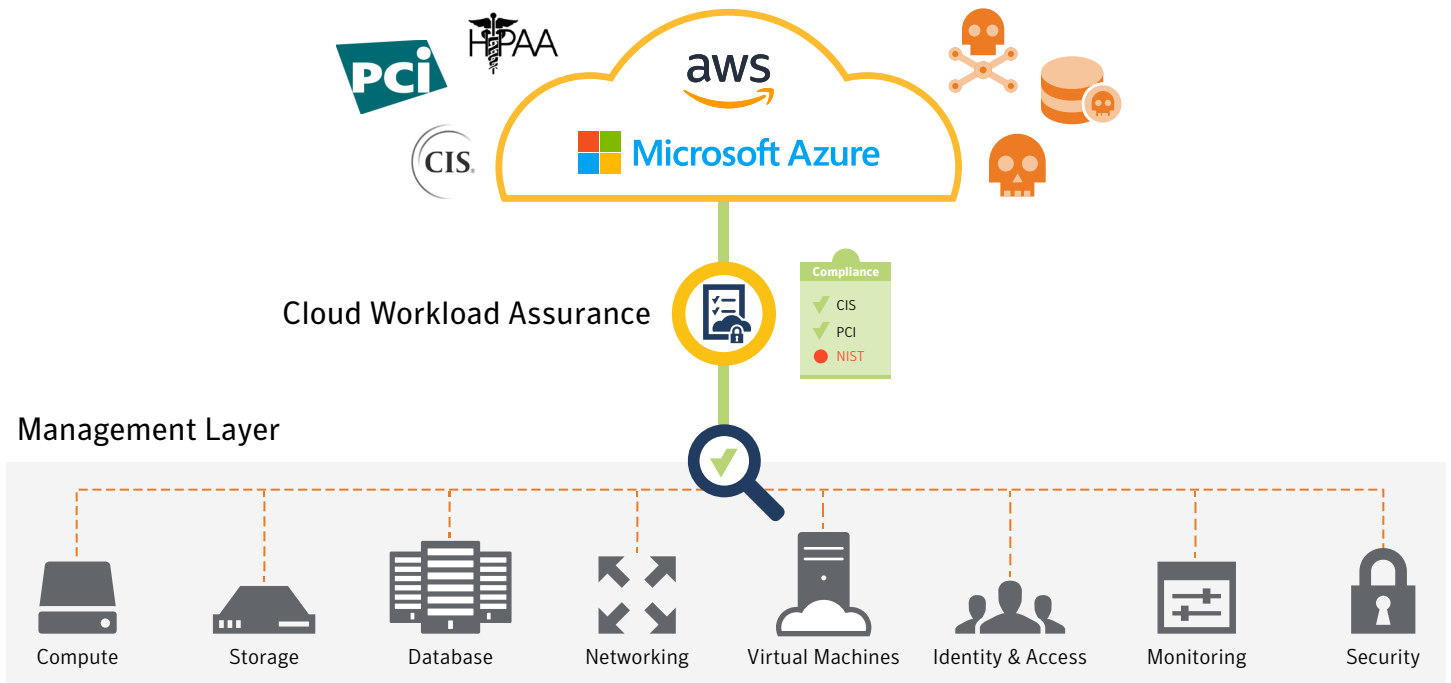 HIPAA
PCi
CIS.
aws
Microsoft Azure
Cloud Workload Assurance
Compliance
CIS
PCI
NIST
Management Layer
Compute
Storage
Database
Networking
Virtual Machines
Identity & Access
Monitoring
Security